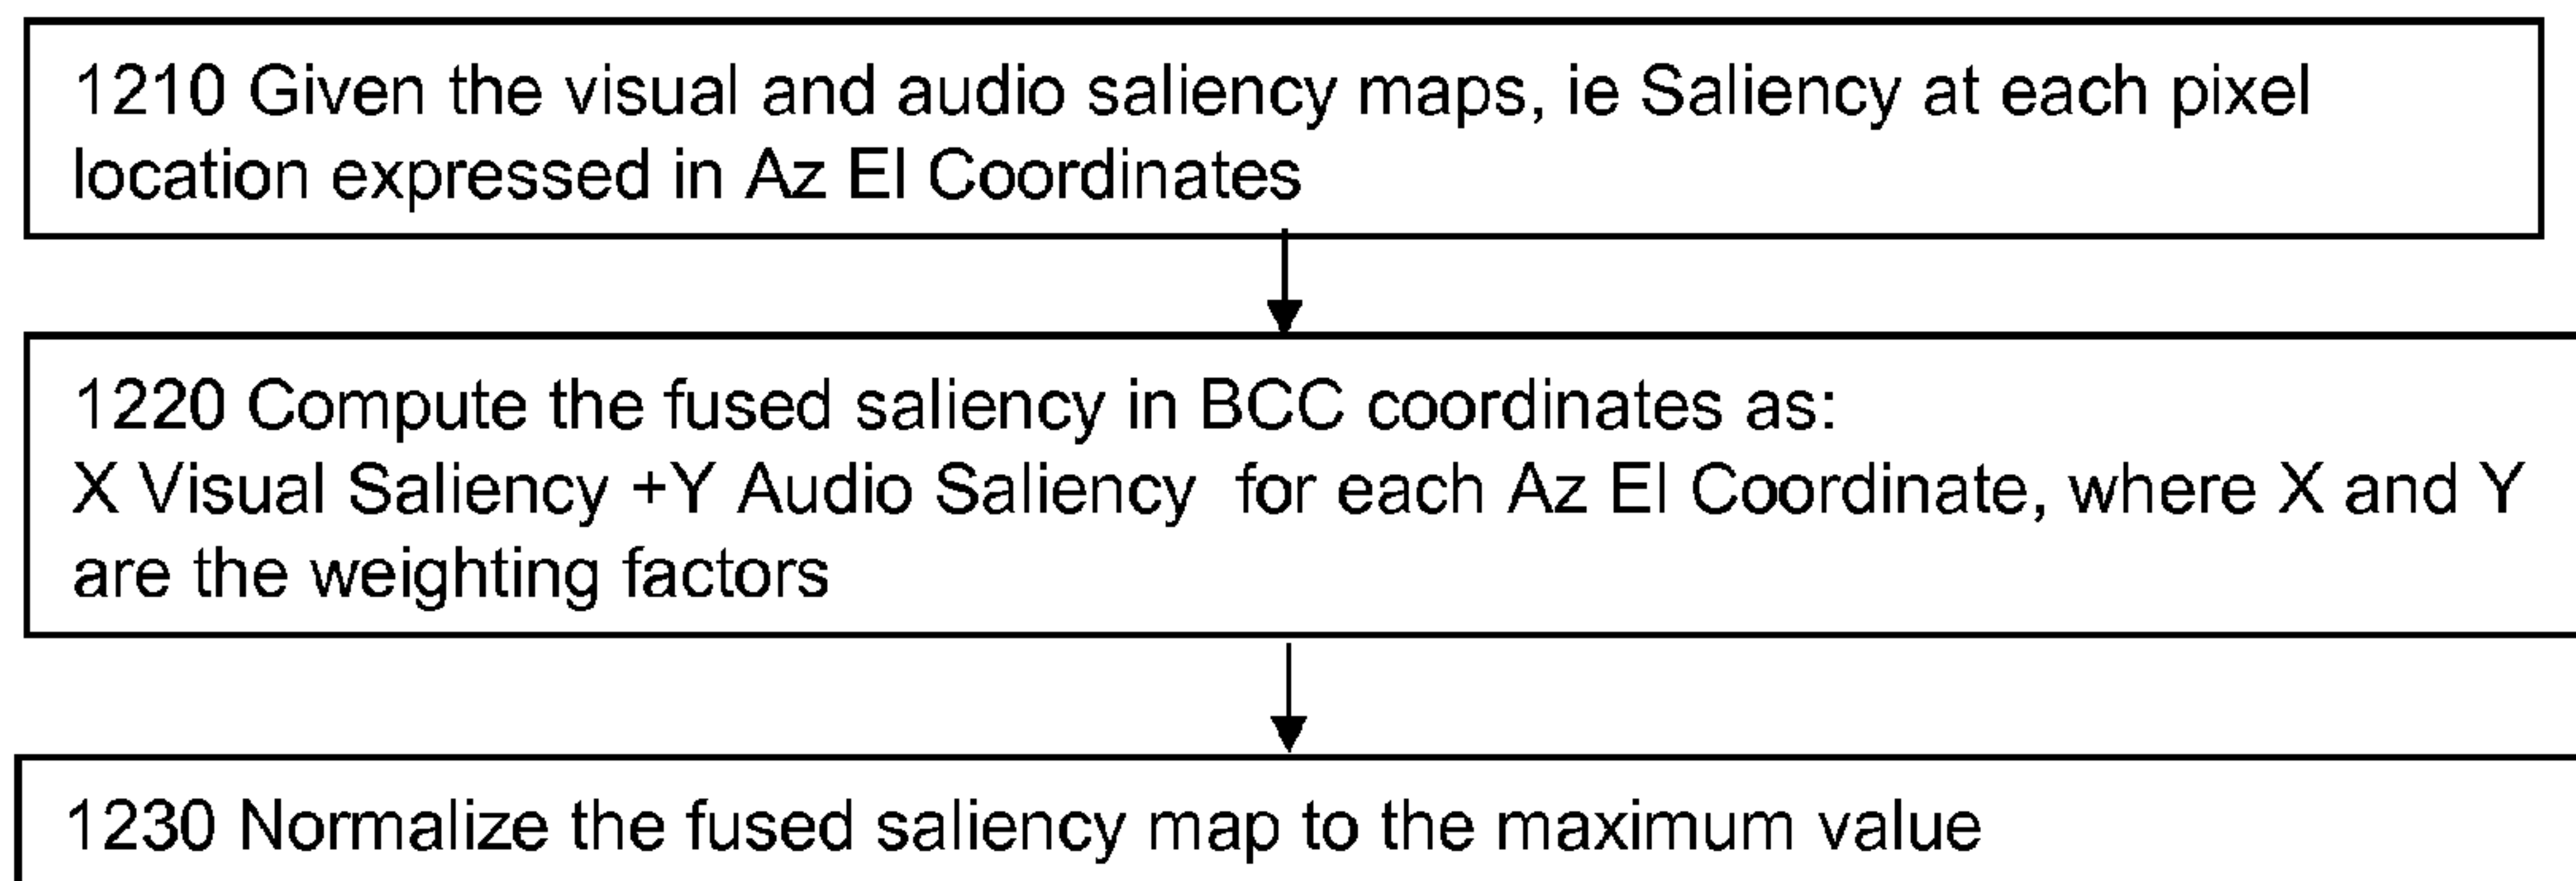 1210 Given the visual and audio saliency maps, ie Saliency at each pixel
location expressed in Az El Coordinates
1220 Compute the fused saliency in BCC coordinates as:
X Visual Saliency +Y Audio Saliency for each Az El Coordinate, where X and Y
are the weighting factors
1230 Normalize the fused saliency map to the maximum value